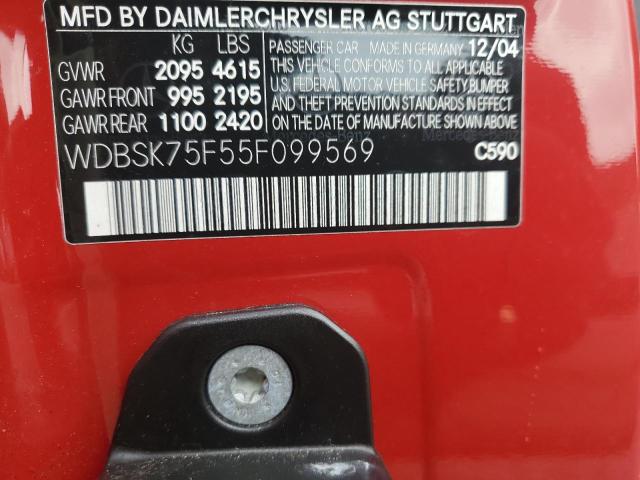 MFD BY DAIMLERCHRYSLER AG STUTTGART
KG LBS
GVWR 2095 4615
GAWR FRONT 995 2195
GAWR REAR 1100 2420
PASSENGER CAR MADE IN GERMANY 12/04
THIS VEHICLE CONFORMS TO ALL APPLICABLE
U.S. FEDERAL MOTOR VEHICLE SAFETY, BUMPER
AND THEFT PREVENTION STANDARDS IN EFFECT
ON THE DATE OF MANUFACTURE SHOWN ABOVE.
WDBSK75F55F099569
C590